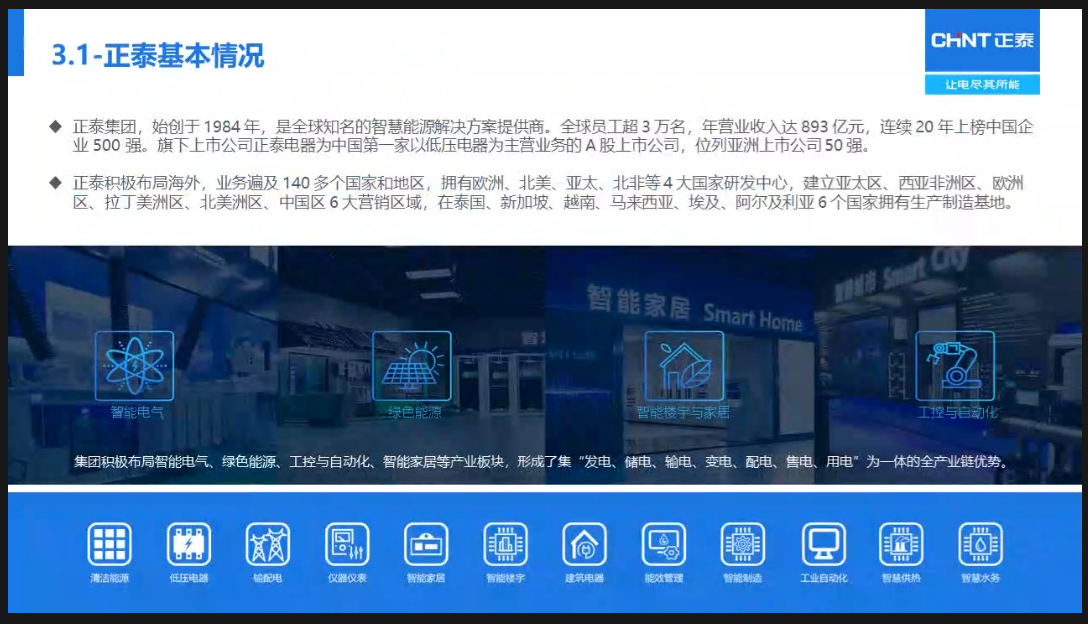 3.1-正泰基本情况
CHNT 正泰
让电尽其所能
◆ 正泰集团，始创于 1984 年，是全球知名的智慧能源解决方案提供商。全球员工超 3 万名，年营业收入达 893 亿元，连续 20 年上榜中国企
业 500 强。旗下上市公司正泰电器为中国第一家以低压电器为主营业务的 A 股上市公司，位列亚洲上市公司 50 强。
◆ 正泰积极布局海外，业务遍及 140 多个国家和地区，拥有欧洲、北美、亚太、北非等 4 大国家研发中心，建立亚太区、西亚非洲区、欧洲
区、拉丁美洲区、北美洲区、中国区 6 大营销区域，在泰国、新加坡、越南、马来西亚、埃及、阿尔及利亚 6 个国家拥有生产制造基地。
智能家居 Smart Home
Smart City
智能电气
绿色能源
智能楼宇与家居
工控与自动化
集团积极布局智能电气、绿色能源、工控与自动化、智能家居等产业板块，形成了集“发电、储电、输电、变电、配电、售电、用电”为一体的全产业链优势。
清洁能源
低压电器
输配电
仪器仪表
智能家居
智能楼宇
建筑电器
能效管理
智能制造
工业自动化
智慧供热
智慧水务